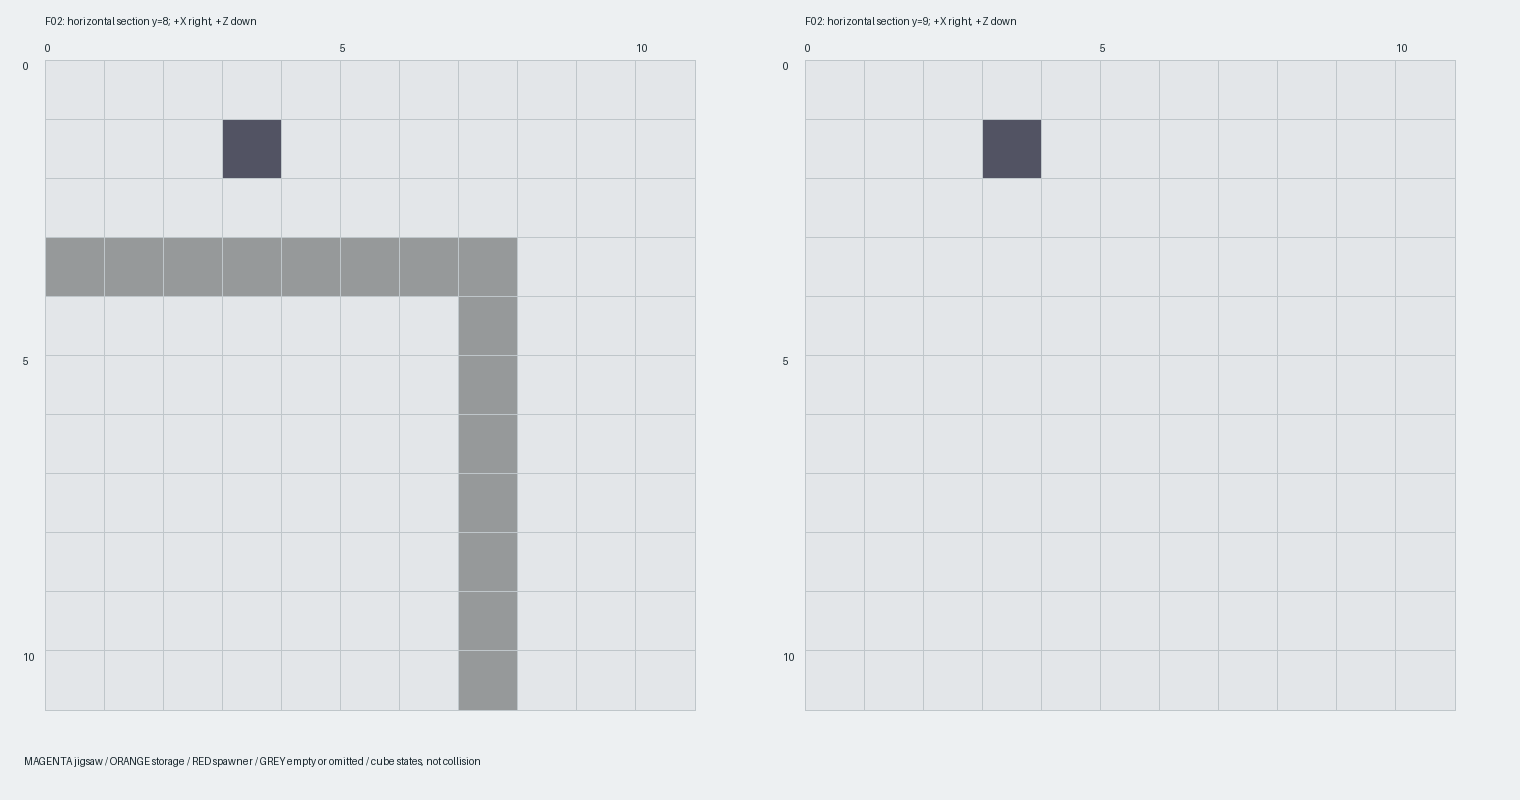 F02: horizontal section y=8; +X right, +Z down
0 5 10
0
5
10
F02: horizontal section y=9; +X right, +Z down
0 5 10
0
5
10
MAGENTA jigsaw / ORANGE storage / RED spawner / GREY empty or omitted / cube states, not collision